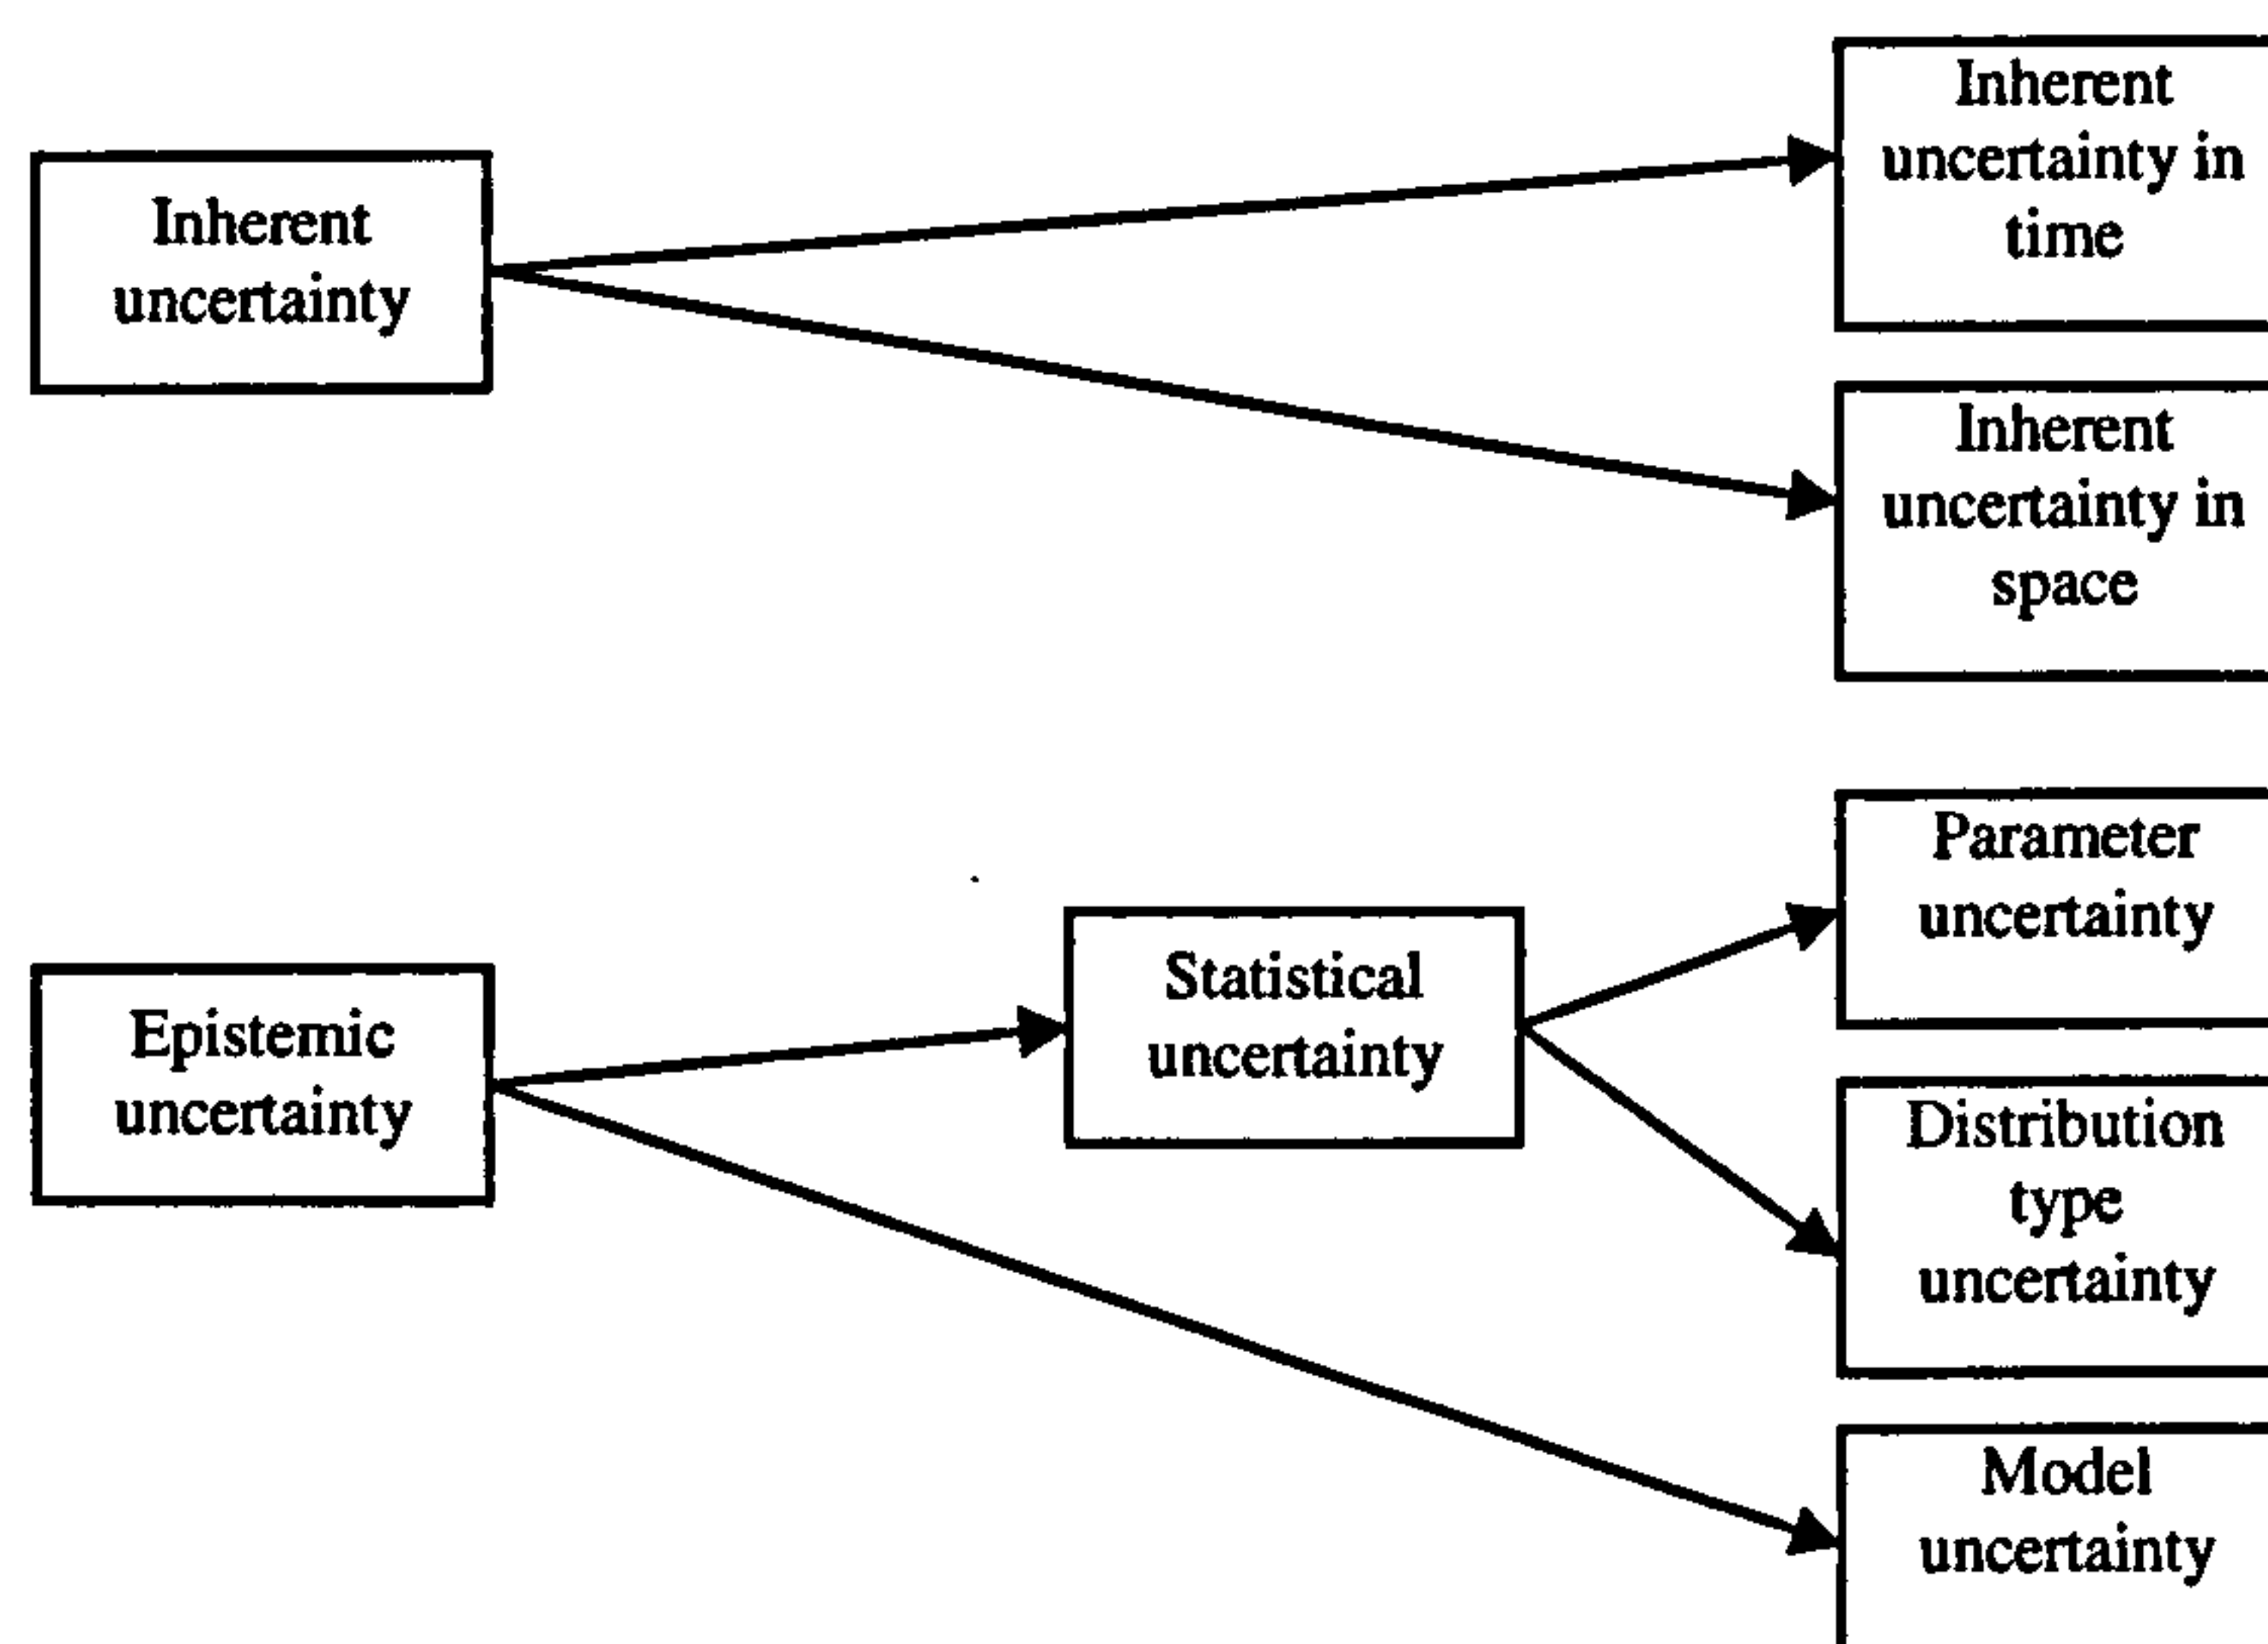 Inherent
uncertainty
Inherent
uncertainty in
time
Inherent
uncertainty in
space
Epistemic
uncertainty
Statistical
uncertainty
Parameter
uncertainty
Distribution
type
uncertainty
Model
uncertainty